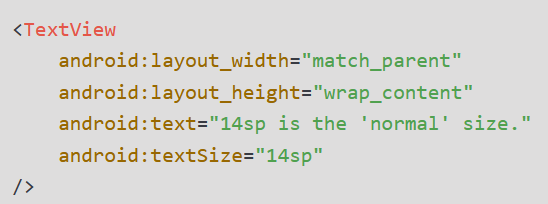 <TextView
    android:layout_width="match_parent"
    android:layout_height="wrap_content"
    android:text="14sp is the 'normal' size."
    android:textSize="14sp"
/>